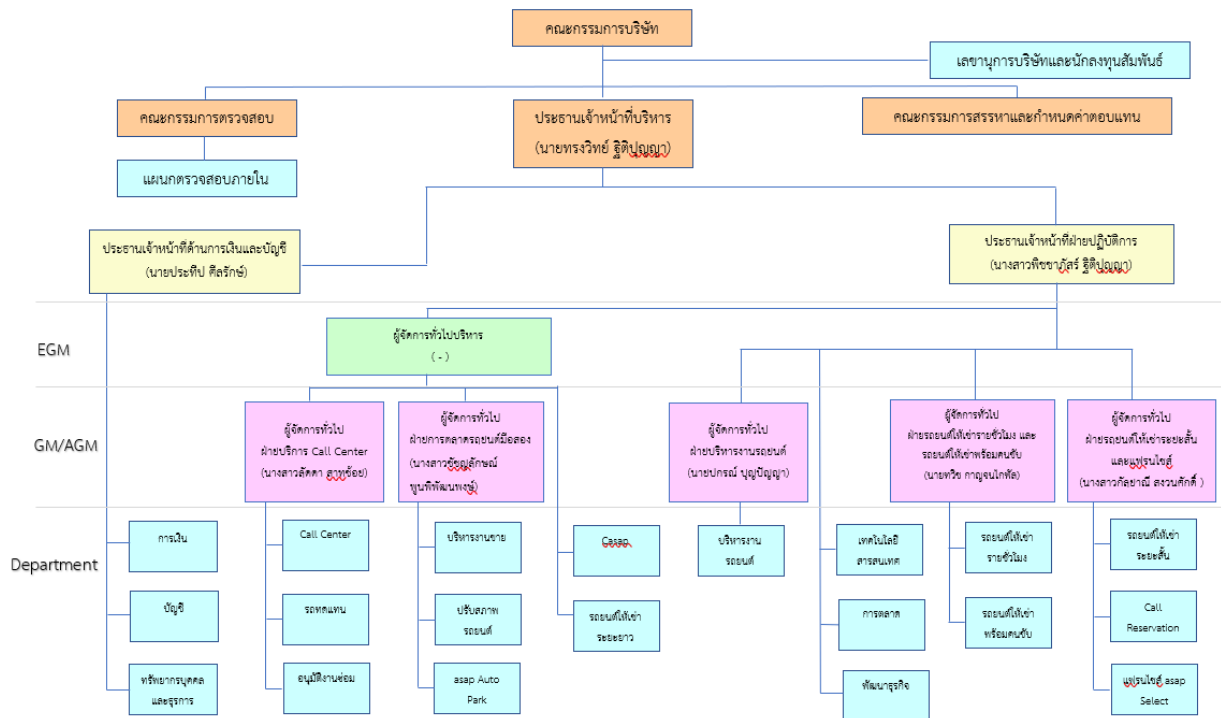 คณะกรรมการบริษัท
เลขานุการบริษัทและนักลงทุนสัมพันธ์
คณะกรรมการตรวจสอบ
ประธานเจ้าหน้าที่บริหาร
(นายทรงวิทย์ ฐิติปุญญา)
คณะกรรมการสรรหาและกำหนดค่าตอบแทน
แผนกตรวจสอบภายใน
ประธานเจ้าหน้าที่ด้านการเงินและบัญชี
(นายประทีป ศีลรักษ์)
ประธานเจ้าหน้าที่ฝ่ายปฏิบัติการ
(นางสาวพิชชาภัสร์ ฐิติปุญญา)
EGM
ผู้จัดการทั่วไปบริหาร
( - )
GM/AGM
ผู้จัดการทั่วไป
ฝ่ายบริการ Call Center
(นางสาวลัดดา สาทช้อย)
ผู้จัดการทั่วไป
ฝ่ายการตลาดรถยนต์มือสอง
(นางสาวชัชญลักษณ์
พูนพิพัฒนพงษ์)
ผู้จัดการทั่วไป
ฝ่ายบริหารงานรถยนต์
(นายปกรณ์ บุญปัญญา)
ผู้จัดการทั่วไป
ฝ่ายรถยนต์ให้เช่ารายชั่วโมง และ
รถยนต์ให้เช่าพร้อมคนขับ
(นายทวิช กาญจนโกพัล)
ผู้จัดการทั่วไป
ฝ่ายรถยนต์ให้เช่าระยะสั้น
และแฟรนไชส์
(นางสาวกัลยาณี สงวนศักดิ์ )
Department
การเงิน
บัญชี
ทรัพยากรบุคคล
และธุรการ
Call Center
รถทดแทน
อนุมัติงานซ่อม
บริหารงานขาย
ปรับสภาพ
รถยนต์
asap Auto
Park
Casap
รถยนต์ให้เช่า
ระยะยาว
บริหารงาน
รถยนต์
เทคโนโลยี
สารสนเทศ
การตลาด
พัฒนาธุรกิจ
รถยนต์ให้เช่า
รายชั่วโมง
รถยนต์ให้เช่า
พร้อมคนขับ
รถยนต์ให้เช่า
ระยะสั้น
Call
Reservation
แฟรนไชส์ asap
Select